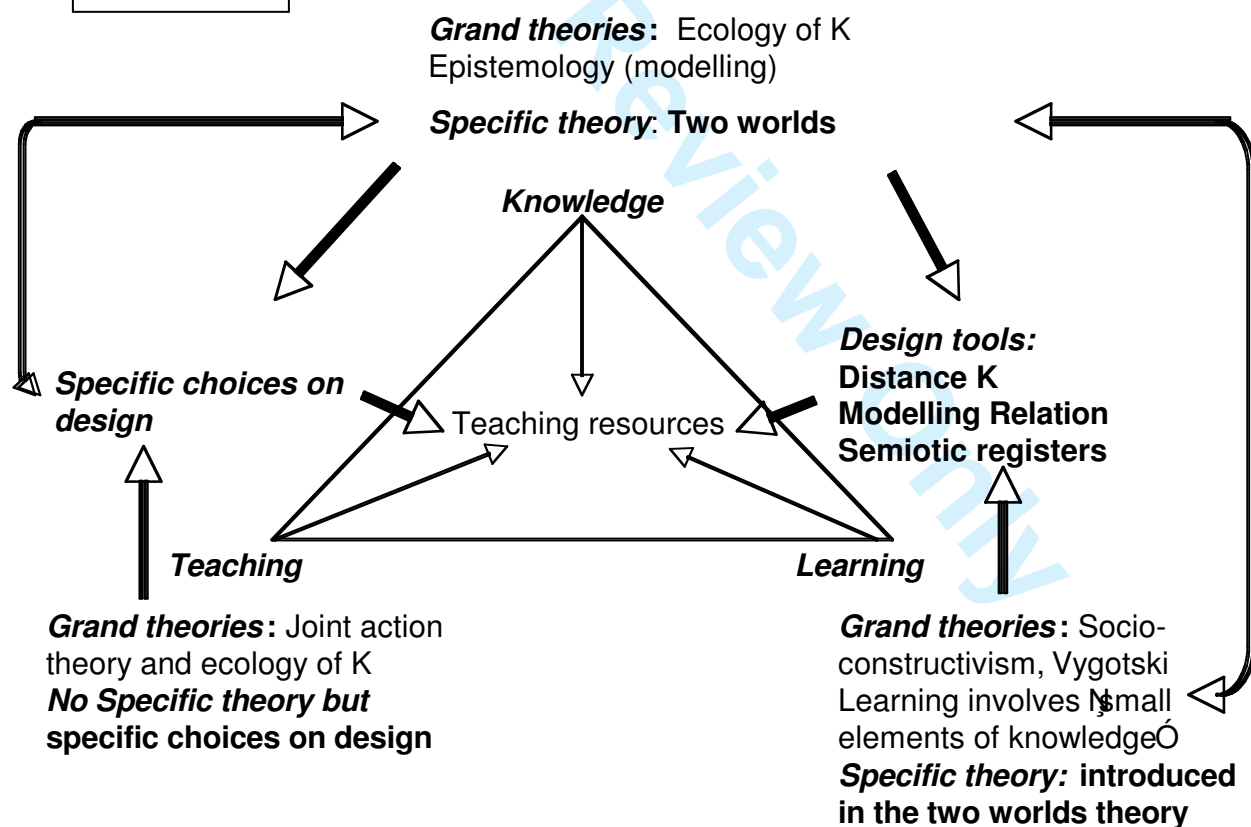 Grand theories: Ecology of K
Epistemology (modelling)
Specific theory: Two worlds
Knowledge
Specific choices on
design
Teaching resources
Design tools:
Distance K
Modelling Relation
Semiotic registers
Teaching
Learning
Grand theories: Joint action
theory and ecology of K
No Specific theory but
specific choices on design
Grand theories: Socio-
constructivism, Vygotski
Learning involves small
elements of knowledgeÓ
Specific theory: introduced
in the two worlds theory
Review Only